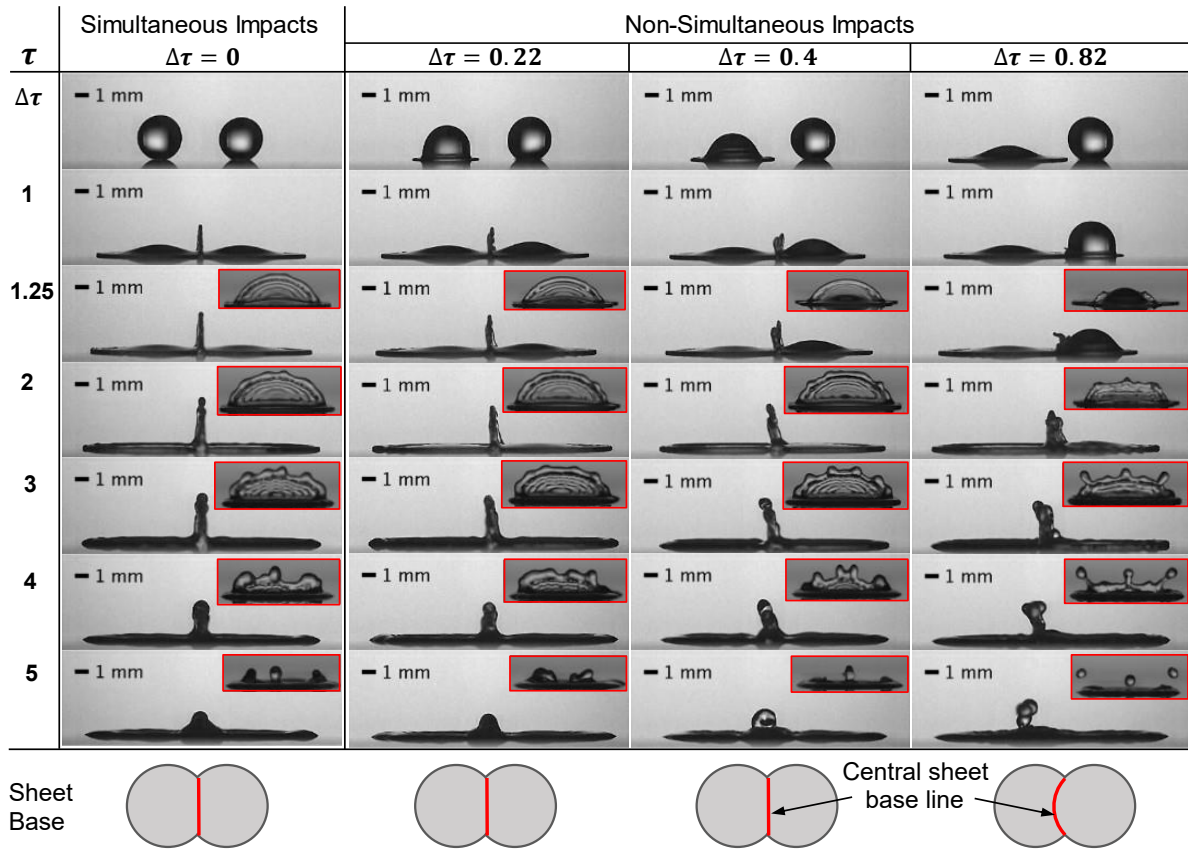 Simultaneous Impacts
Non-Simultaneous Impacts
τ
Δτ = 0
Δτ = 0.22
Δτ = 0.4
Δτ = 0.82
Δτ
1 mm
1 mm
1 mm
1 mm
1
1 mm
1 mm
1 mm
1 mm
1.25
1 mm
1 mm
1 mm
1 mm
2
1 mm
1 mm
1 mm
1 mm
3
1 mm
1 mm
1 mm
1 mm
4
1 mm
1 mm
1 mm
1 mm
5
1 mm
1 mm
1 mm
1 mm
Sheet
Base
Central sheet
base line